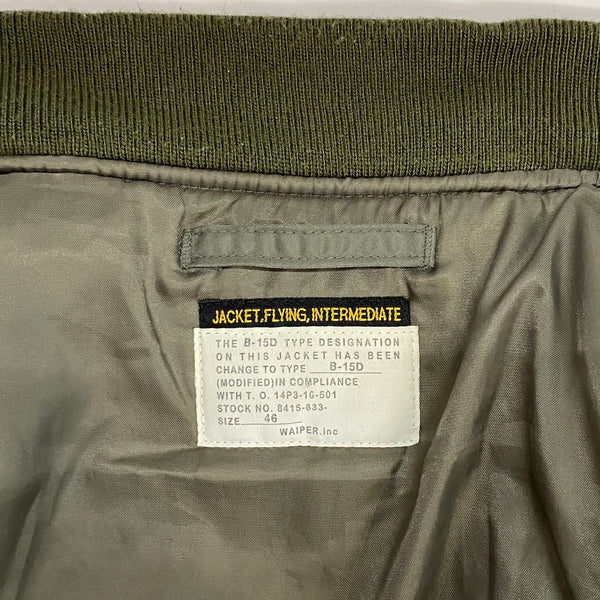 JACKET,FLYING,INTERMEDIATE
THE B-15D TYPE DESIGNATION
ON THIS JACKET HAS BEEN
CHANGE TO TYPE B-15D
(MODIFIED)IN COMPLIANCE
WITH T. O. 14P3-10-501
STOCK NO. 8415-633-
SIZE 46
WAIPER.inc